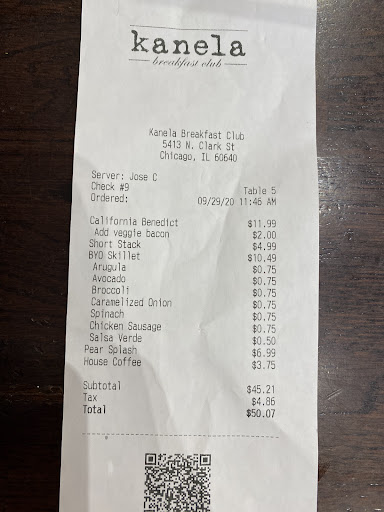 kanela
breakfast club
Kanela Breakfast Club
5413 N. Clark St
Chicago, IL 60640
Server: Jose C
Check #9 Table 5
Ordered: 09/29/20 11:46 AM
California Benedict $11.99
Add veggie bacon $2.00
Short Stack $4.99
BYO Skillet $10.49
Arugula $0.75
Avocado $0.75
Broccoli $0.75
Caramelized Onion $0.75
Spinach $0.75
Chicken Sausage $0.75
Salsa Verde $0.50
Pear Splash $6.99
House Coffee $3.75
Subtotal $45.21
Tax $4.86
Total $50.07